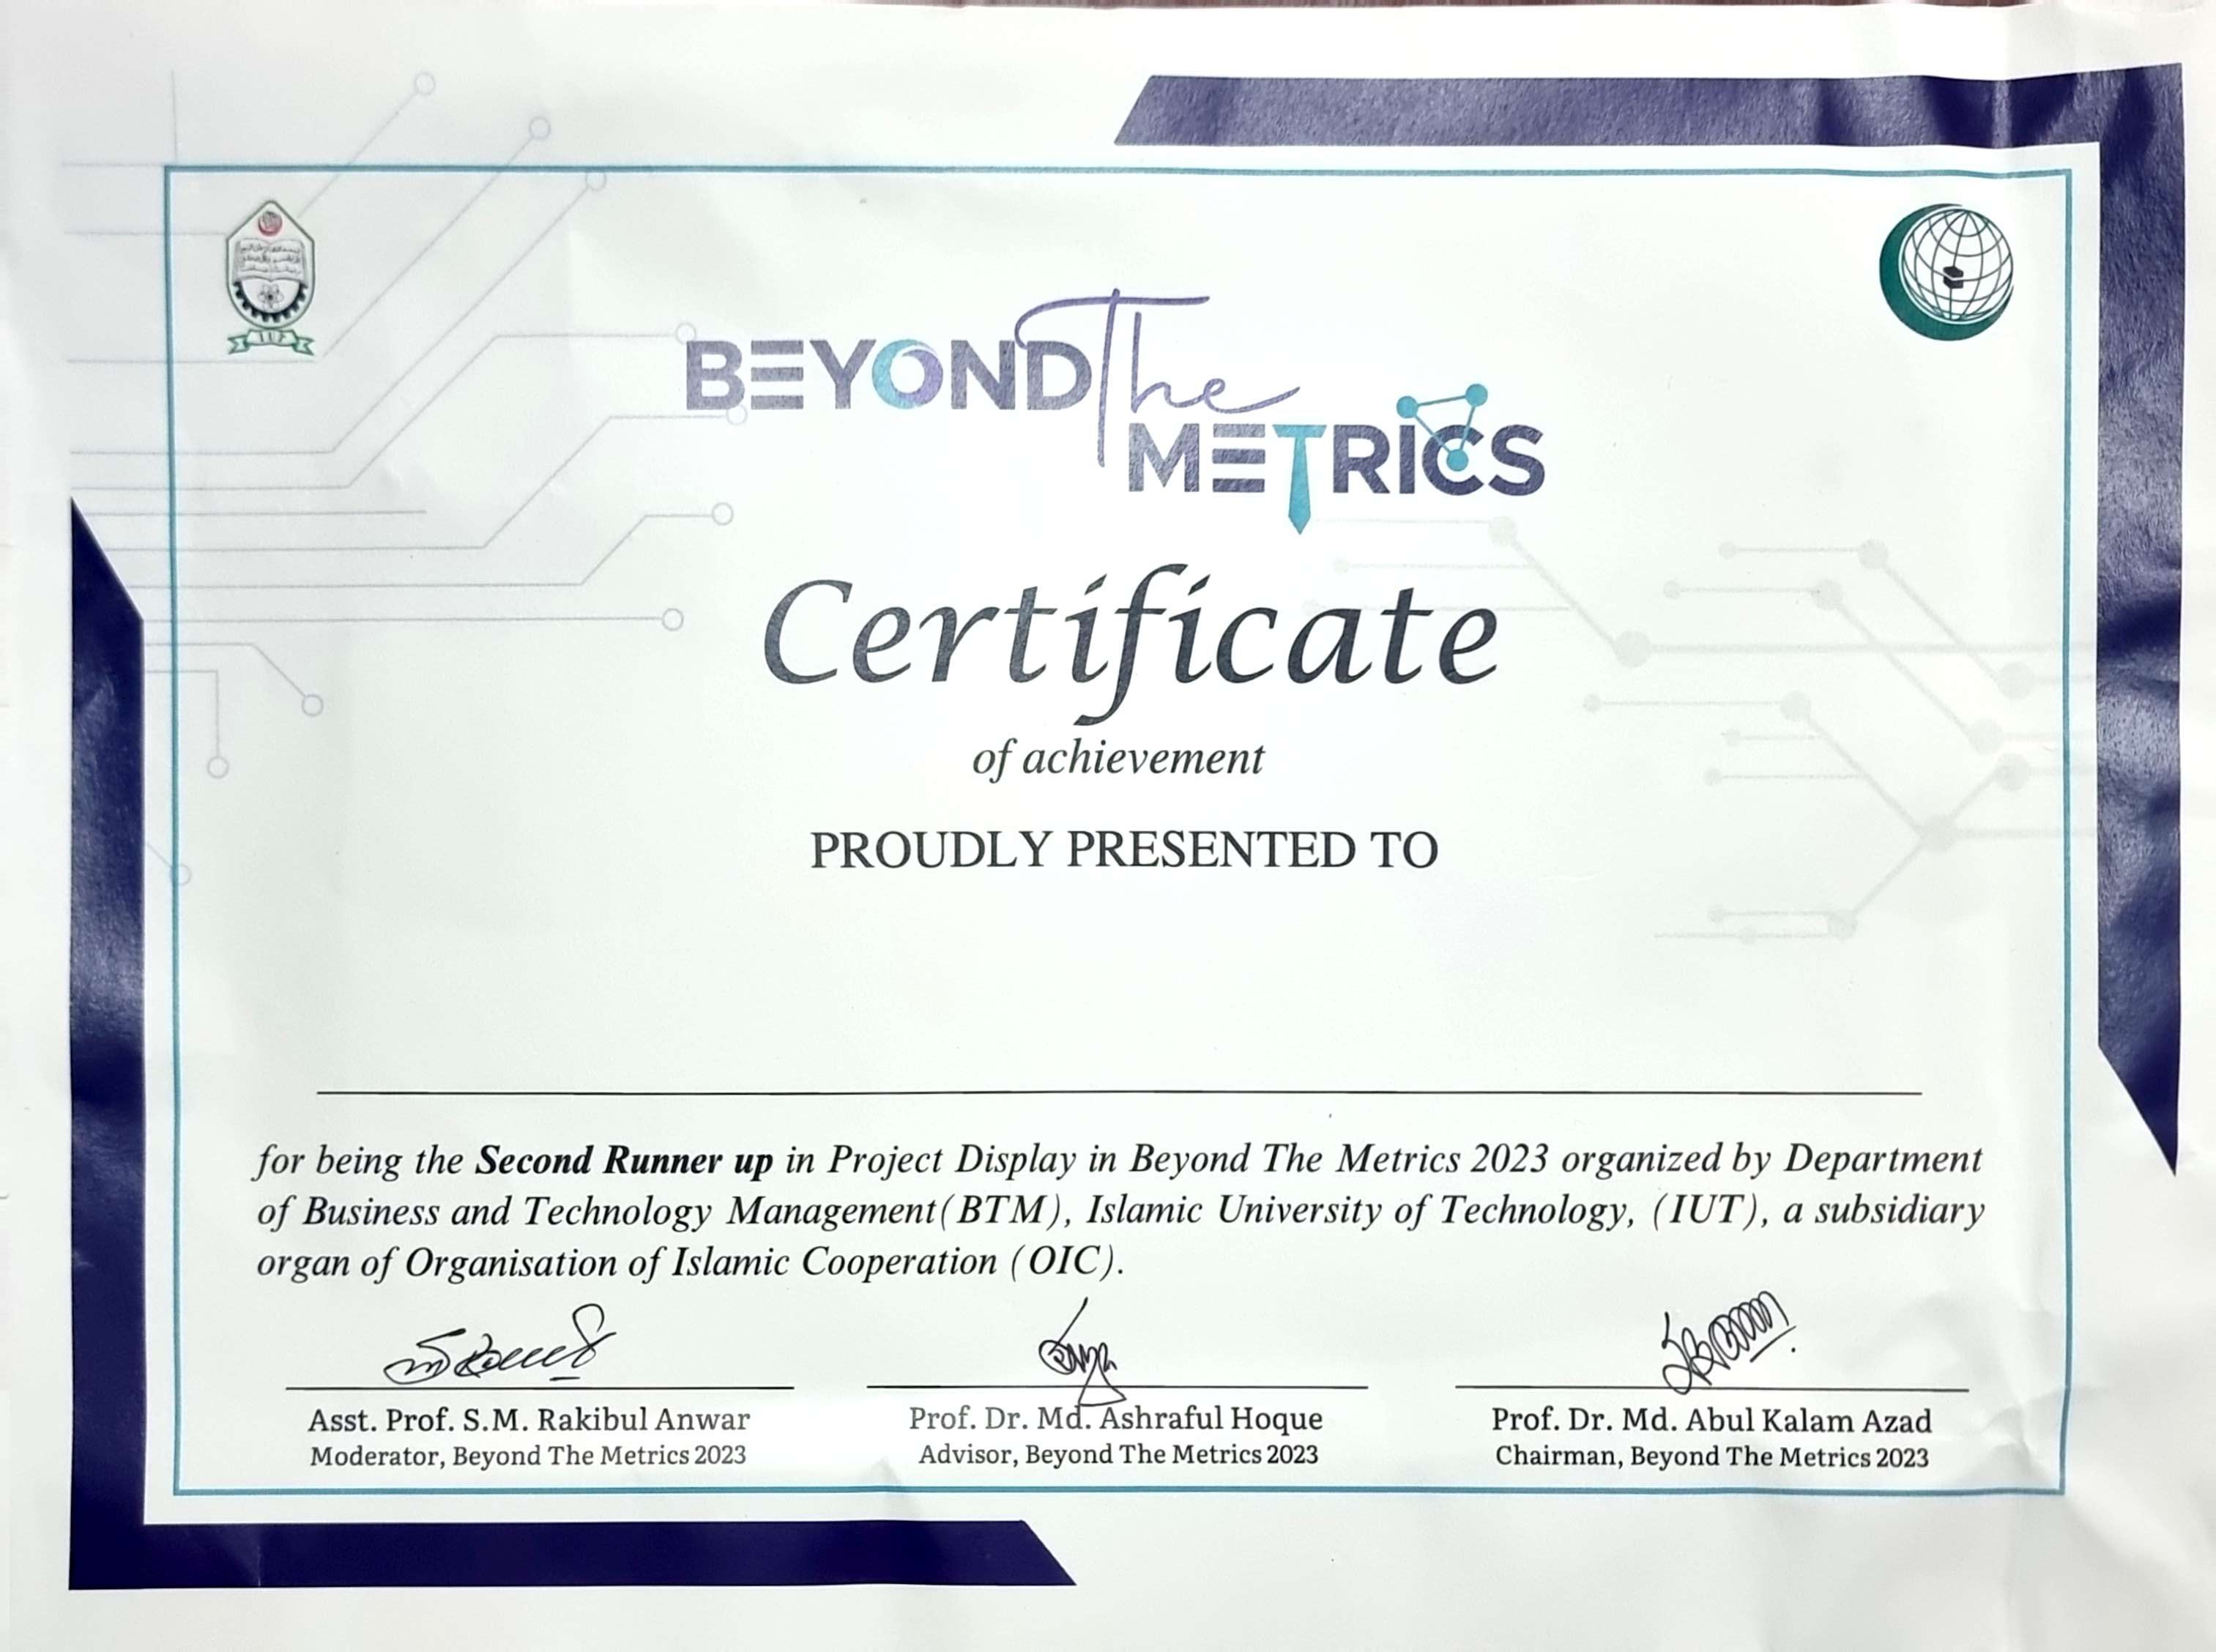 IUT
BEYOND The
METRICS
Certificate
of achievement
PROUDLY PRESENTED TO
for being the Second Runner up in Project Display in Beyond The Metrics 2023 organized by Department
of Business and Technology Management(BTM), Islamic University of Technology, (IUT), a subsidiary
organ of Organisation of Islamic Cooperation (OIC).
Asst. Prof. S.M. Rakibul Anwar
Moderator, Beyond The Metrics 2023
Prof. Dr. Md. Ashraful Hoque
Advisor, Beyond The Metrics 2023
Prof. Dr. Md. Abul Kalam Azad
Chairman, Beyond The Metrics 2023